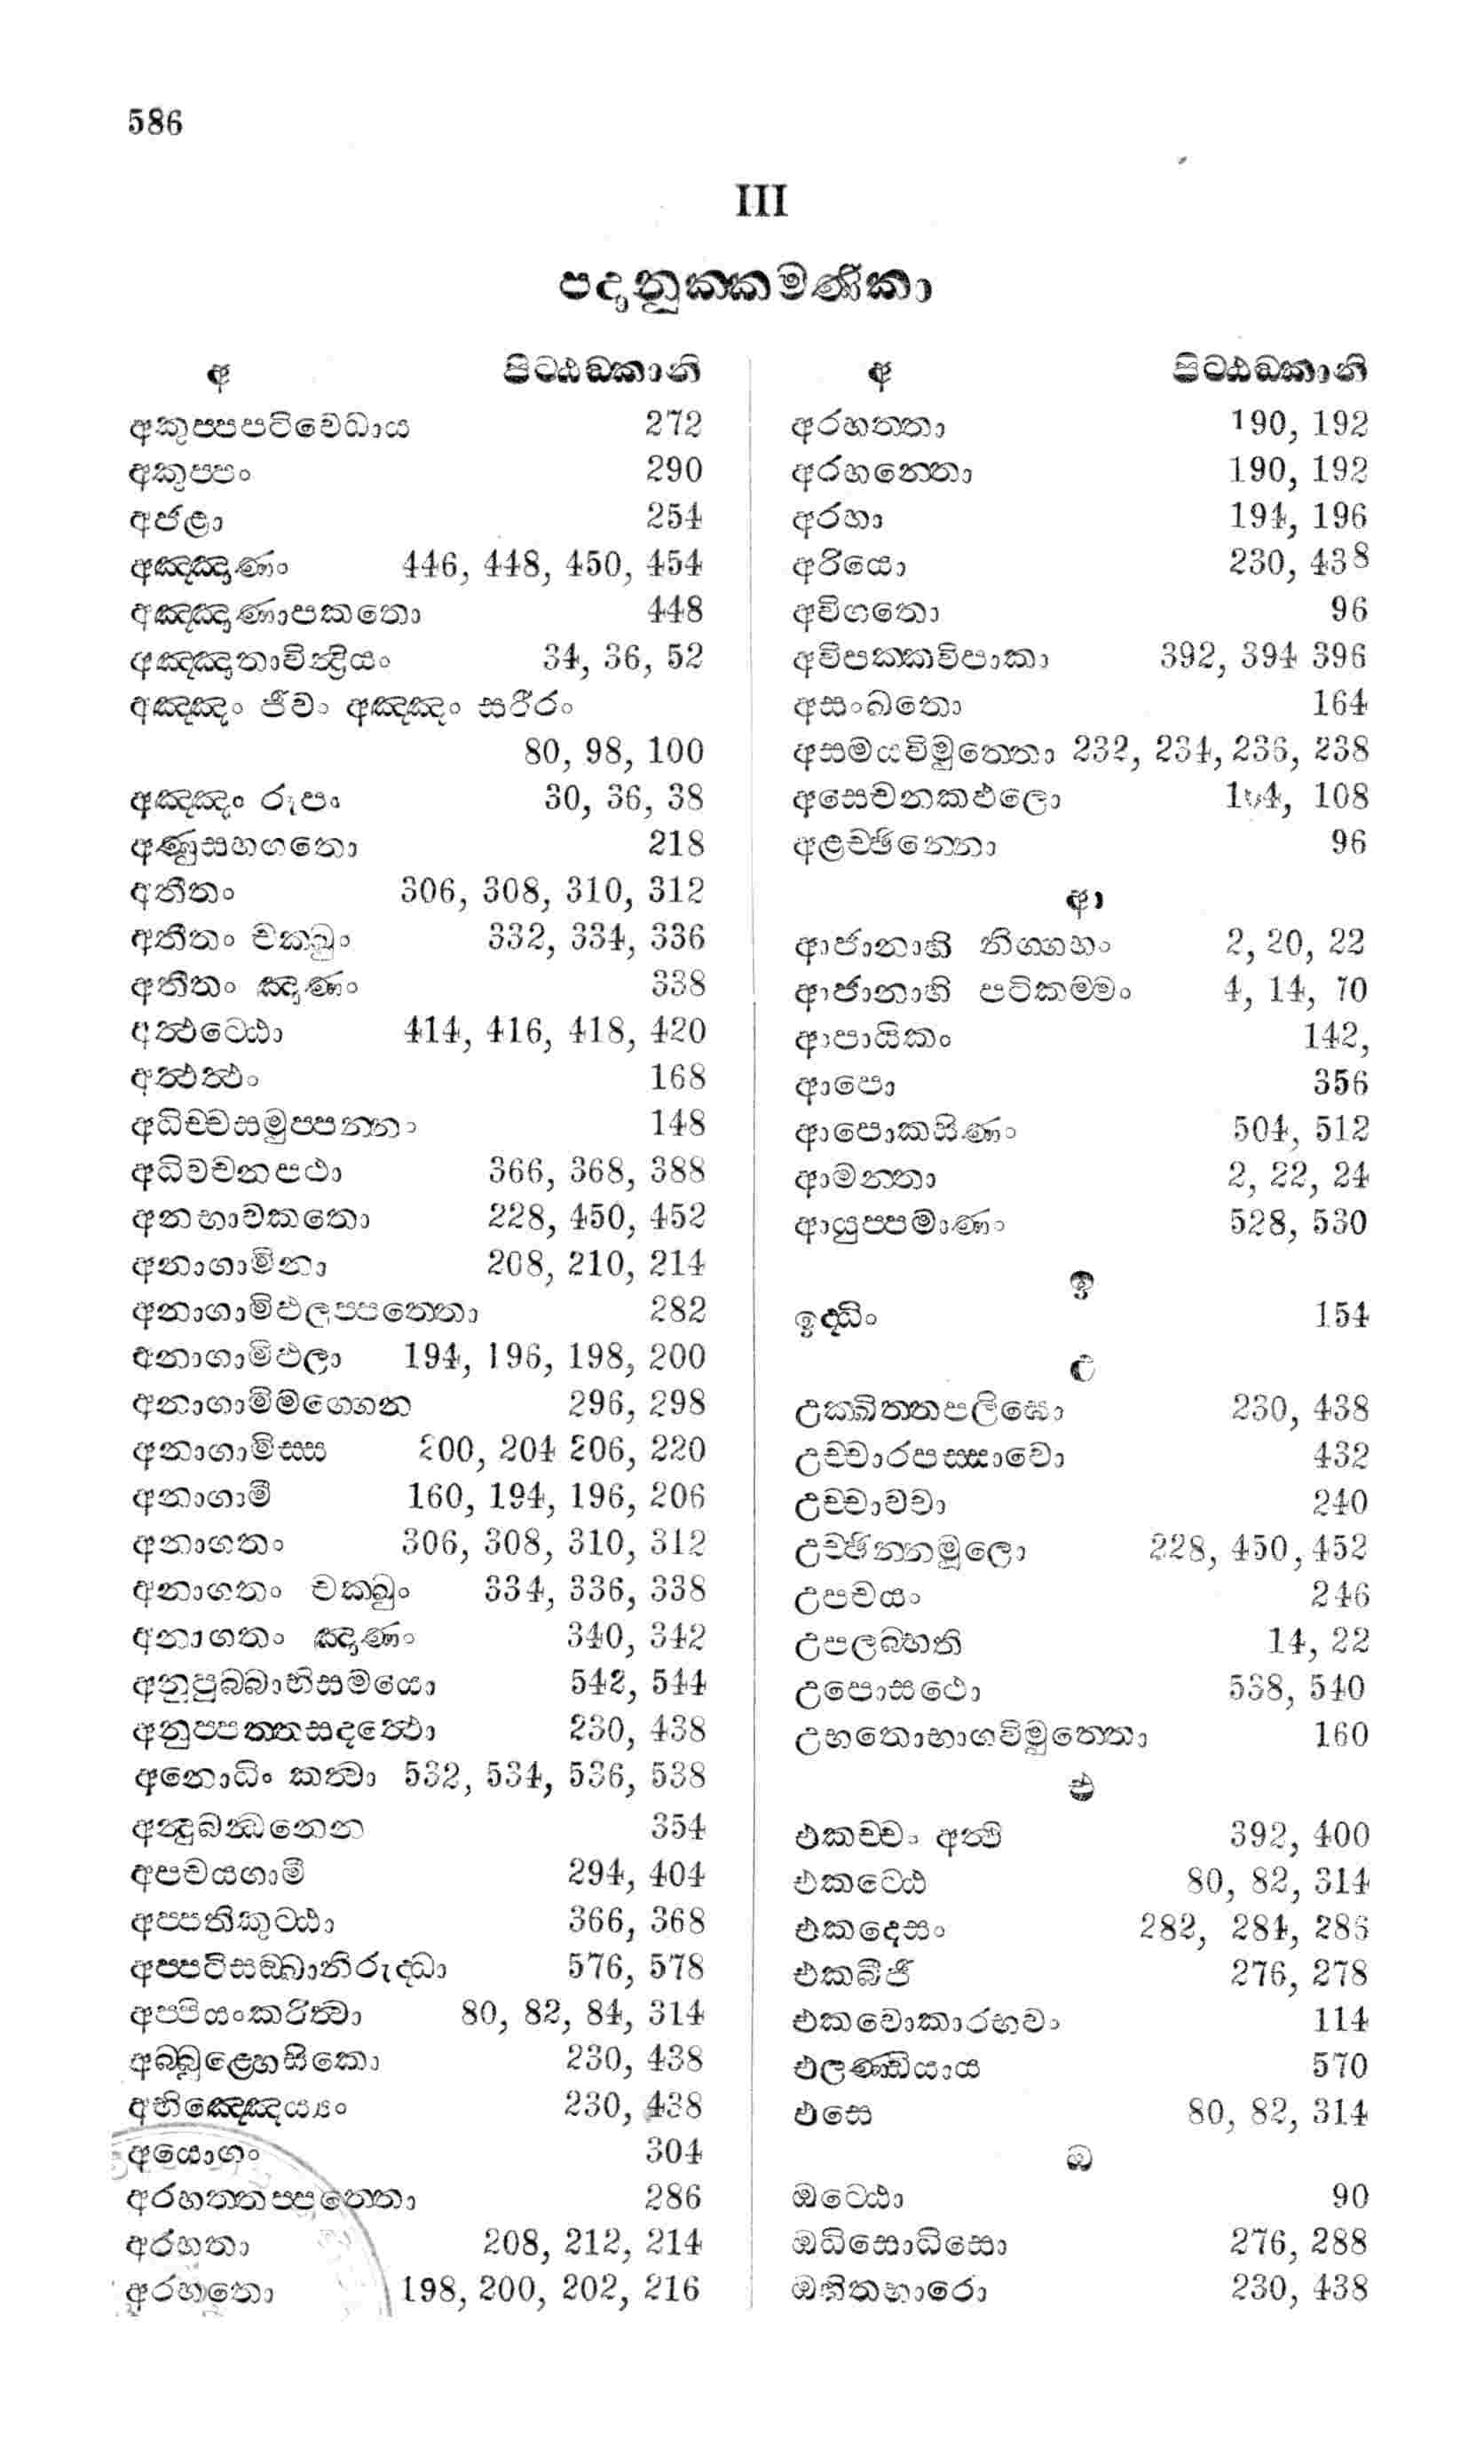 586
III
පදානුක්කමණිකා
අ පිට්ඨඞ්කානි
අකුප්පපටිවෙධාය 272
අකුප්පං 290
අජළා 254
අඤ්ඤාණං 446, 448, 450, 454
අඤ්ඤාණාපකතො 448
අඤ්ඤාතාවින්ද්‍රියං 34, 36, 52
අඤ්ඤං ජීවං අඤ්ඤං සරීරං
80, 98, 100
අඤ්ඤං රූපං 30, 36, 38
අණුසහගතො 218
අතීතං 306, 308, 310, 312
අතීතං චක්ඛුං 332, 334, 336
අතීතං ඤාණං 338
අත්ථට්ඨො 414, 416, 418, 420
අත්ථත්ථං 168
අධිච්චසමුප්පන්නා 148
අධිවචනපථා 366, 368, 388
අනභාවකතො 228, 450, 452
අනාගාමිනා 208, 210, 214
අනාගාමිඵලප්පත්තො 282
අනාගාමිඵලා 194, 196, 198, 200
අනාගාමිමග්ගෙන 296, 298
අනාගාමිස්ස 200, 204 206, 220
අනාගාමී 160, 194, 196, 206
අනාගතං 306, 308, 310, 312
අනාගතං චක්ඛුං 334, 336, 338
අනාගතං ඤාණං 340, 342
අනුපුබ්බාභිසමයො 542, 544
අනුප්පත්තසදත්ථො 230, 438
අනොධිං කත්වා 532, 534, 536, 538
අන්දුබන්ධනෙන 354
අපචයගාමී 294, 404
අප්පතිකුට්ඨා 366, 368
අප්පටිසඞ්ඛානිරුද්ධා 576, 578
අප්පියංකරිත්වා 80, 82, 84, 314
අබ්බූළ්හෙසිකො 230, 438
අභිඤ්ඤෙය්‍යං 230, 438
අයොගං 304
අරහත්තප්පත්තො 286
අරහතා 208, 212, 214
අරහතො 198, 200, 202, 216
අ පිට්ඨඞ්කානි
අරහත්තා 190, 192
අරහන්තො 190, 192
අරහා 194, 196
අරියො 230, 438
අවිගතො 96
අවිපක්කවිපාකා 392, 394 396
අසංඛතො 164
අසමයවිමුත්තො 232, 234, 236, 238
අසෙචනකඵලො 104, 108
අළච්ඡින්නො 96
ආ
ආජානාහි නිග්ගහං 2, 20, 22
ආජානාහි පටිකම්මං 4, 14, 70
ආපායිකං 142,
ආපො 356
ආපොකසිණං 504, 512
ආමන්තා 2, 22, 24
ආයුප්පමාණං 528, 530
ඉ
ඉද්ධිං 154
උ
උක්ඛිත්තපලිඝො 230, 438
උච්චාරපස්සාවො 432
උච්චාවචා 240
උච්ඡින්නමූලො 228, 450, 452
උපචයං 246
උපලබ්භති 14, 22
උපොසථො 538, 540
උභතොභාගවිමුත්තො 160
එ
එකච්චං අත්ථි 392, 400
එකට්ඨෙ 80, 82, 314
එකදෙසං 282, 284, 286
එකබීජී 276, 278
එකවොකාරභවං 114
එලණ්ඩියාය 570
එසෙ 80, 82, 314
ඔ
ඔට්ඨො 90
ඔධිසොධිසො 276, 288
ඔහිතභාරො 230, 438